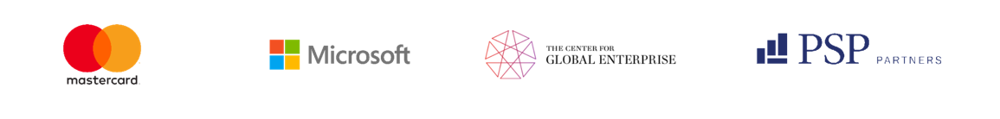 mastercard.
Microsoft
THE CENTER FOR
GLOBAL ENTERPRISE
PSP PARTNERS